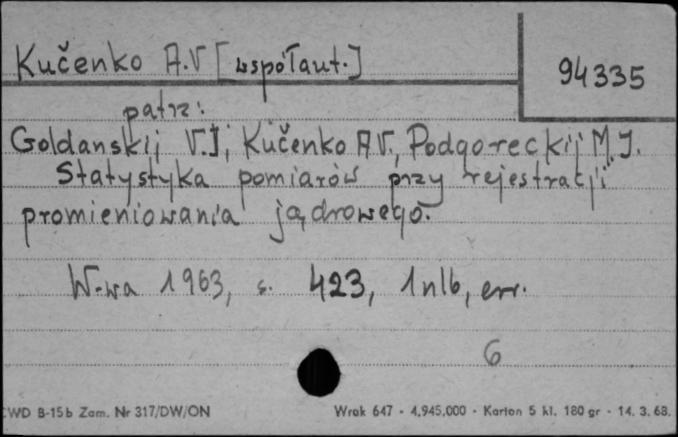 Kučenko A.V [współaut.]
94335
patrz:
Goldanskij V.I, Kučenko A V., Podgoreckij M.I.
Statystyka pomiarów przy rejestracji
promieniowania jądrowego.
W-wa 1963, s. 423, 1 nlb, err.
6
CWD B-15b Zam. Nr 317/DW/ON Wrak 647 - 4,945,000 - Karton 5 kl. 180 gr - 14. 3. 68.